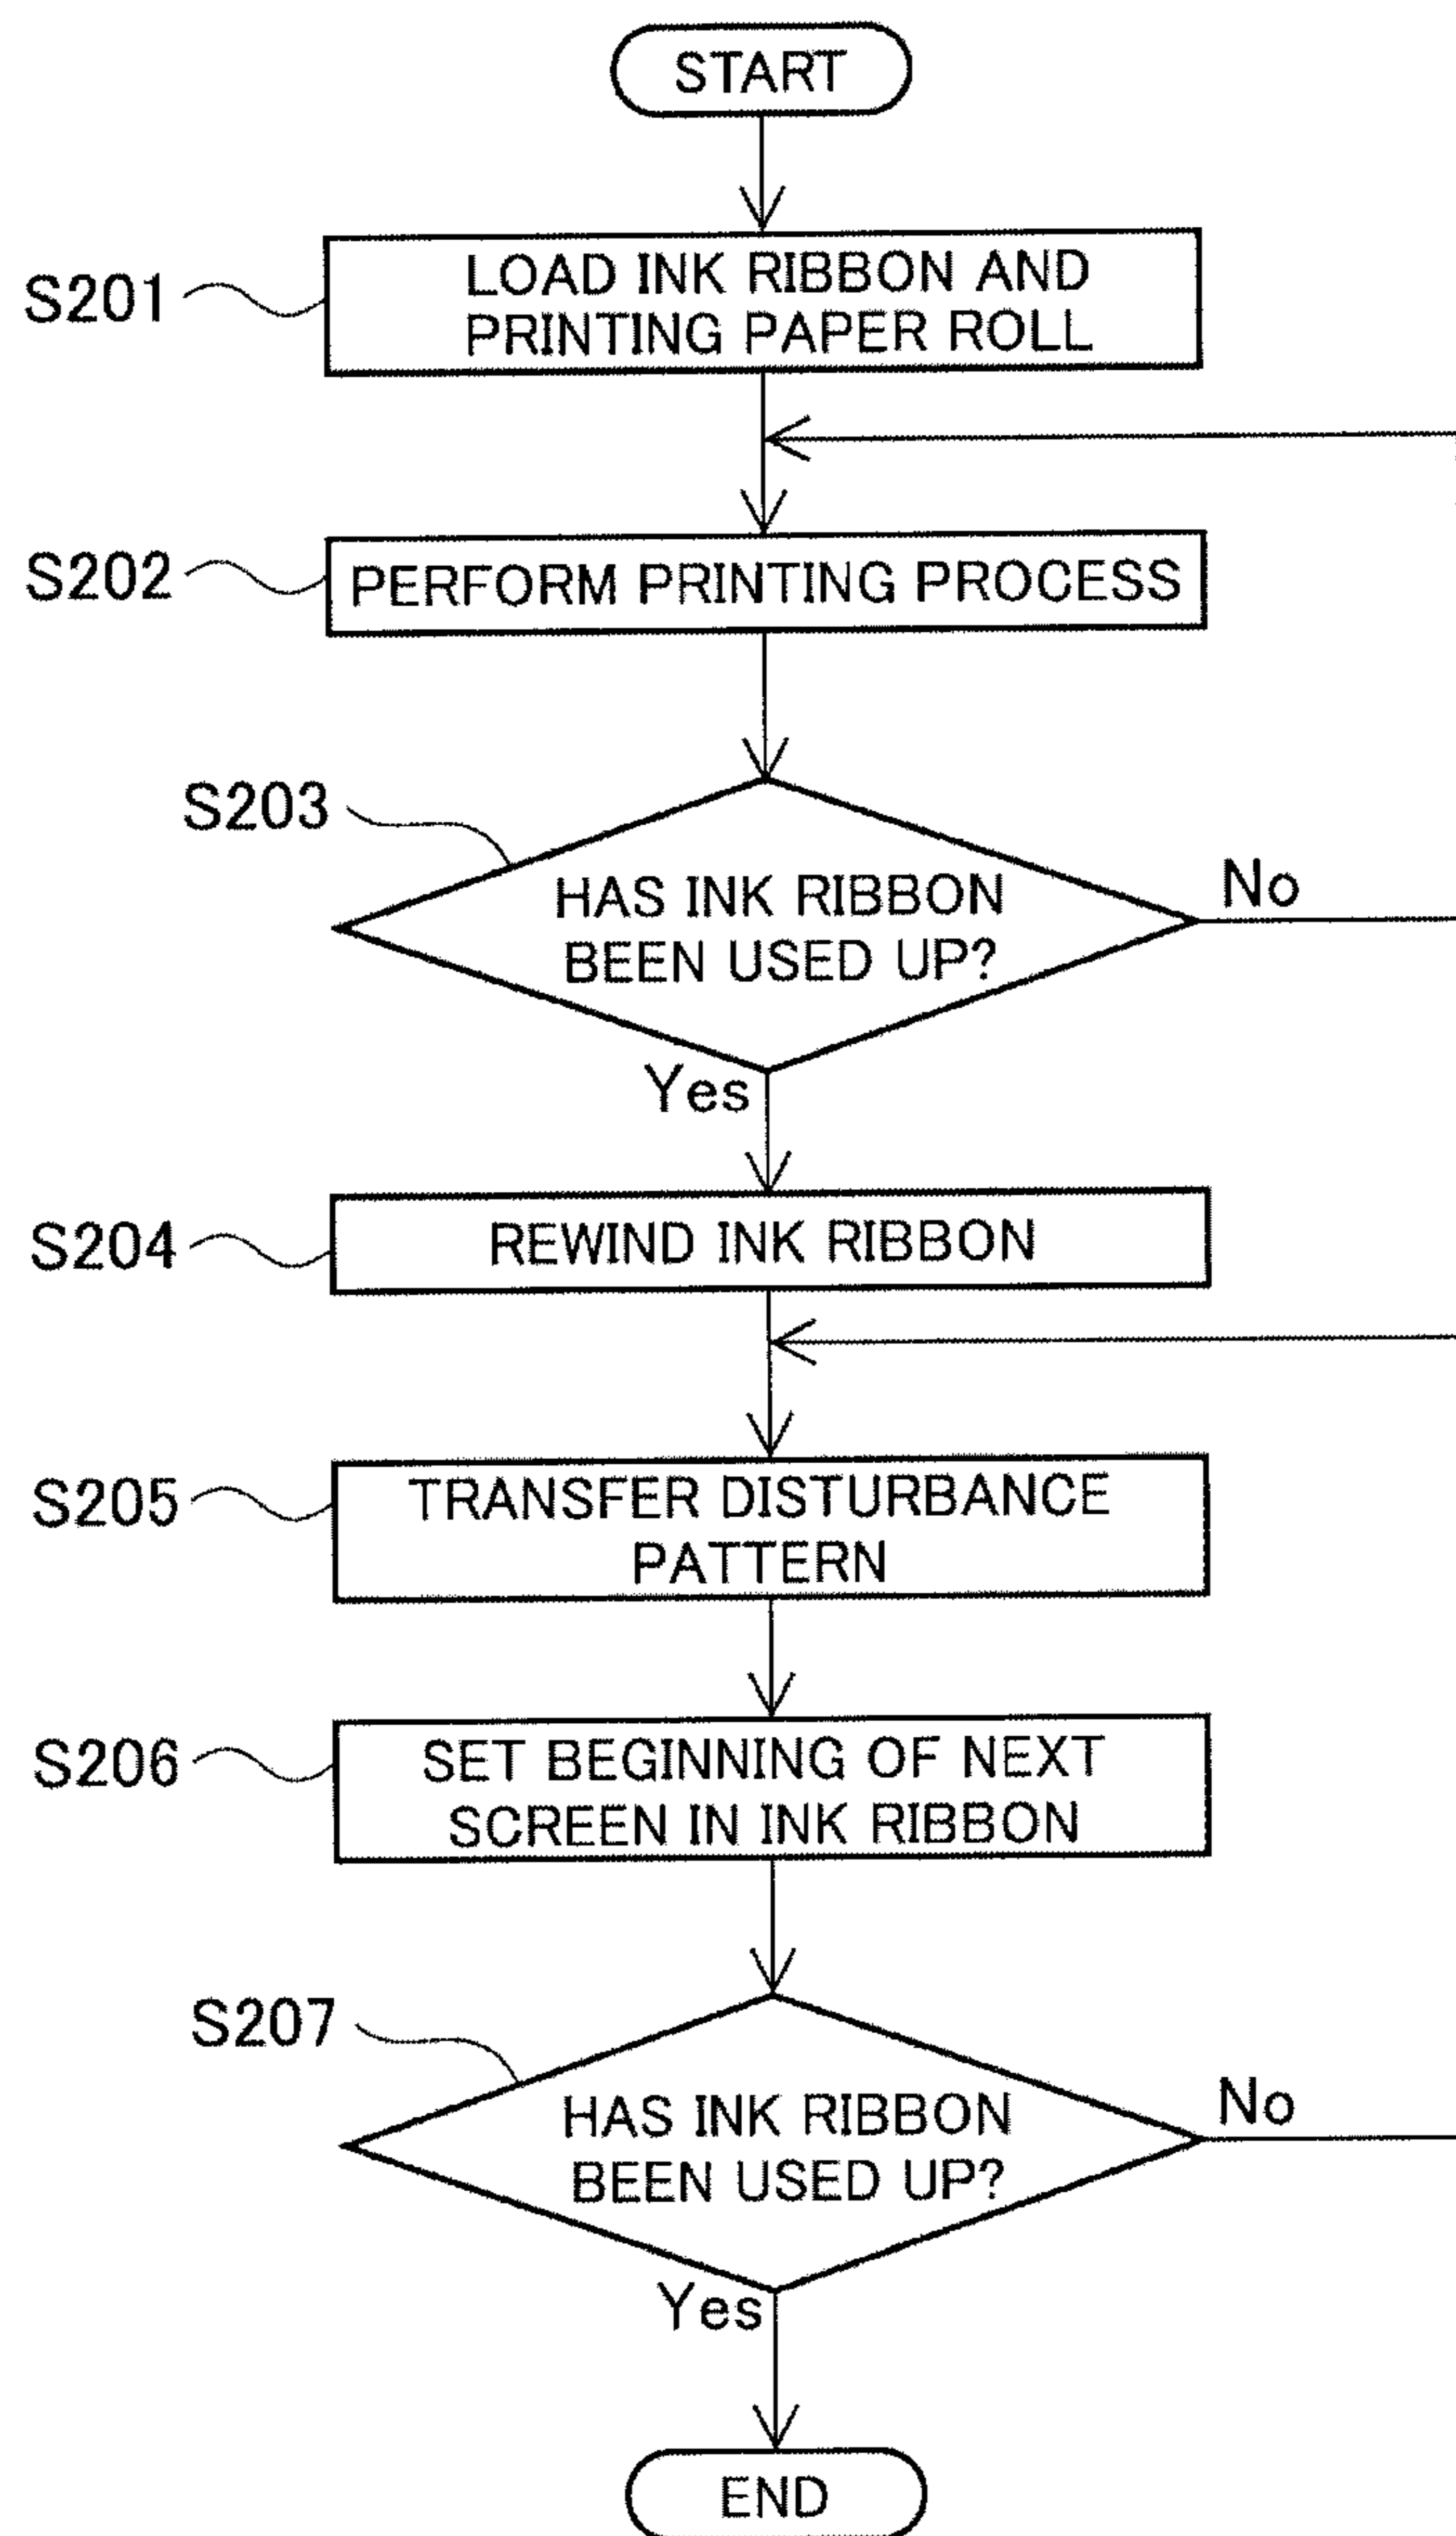 START
S201
LOAD INK RIBBON AND
PRINTING PAPER ROLL
S202
PERFORM PRINTING PROCESS
S203
HAS INK RIBBON
BEEN USED UP?
No
Yes
S204
REWIND INK RIBBON
S205
TRANSFER DISTURBANCE
PATTERN
S206
SET BEGINNING OF NEXT
SCREEN IN INK RIBBON
S207
HAS INK RIBBON
BEEN USED UP?
No
Yes
END